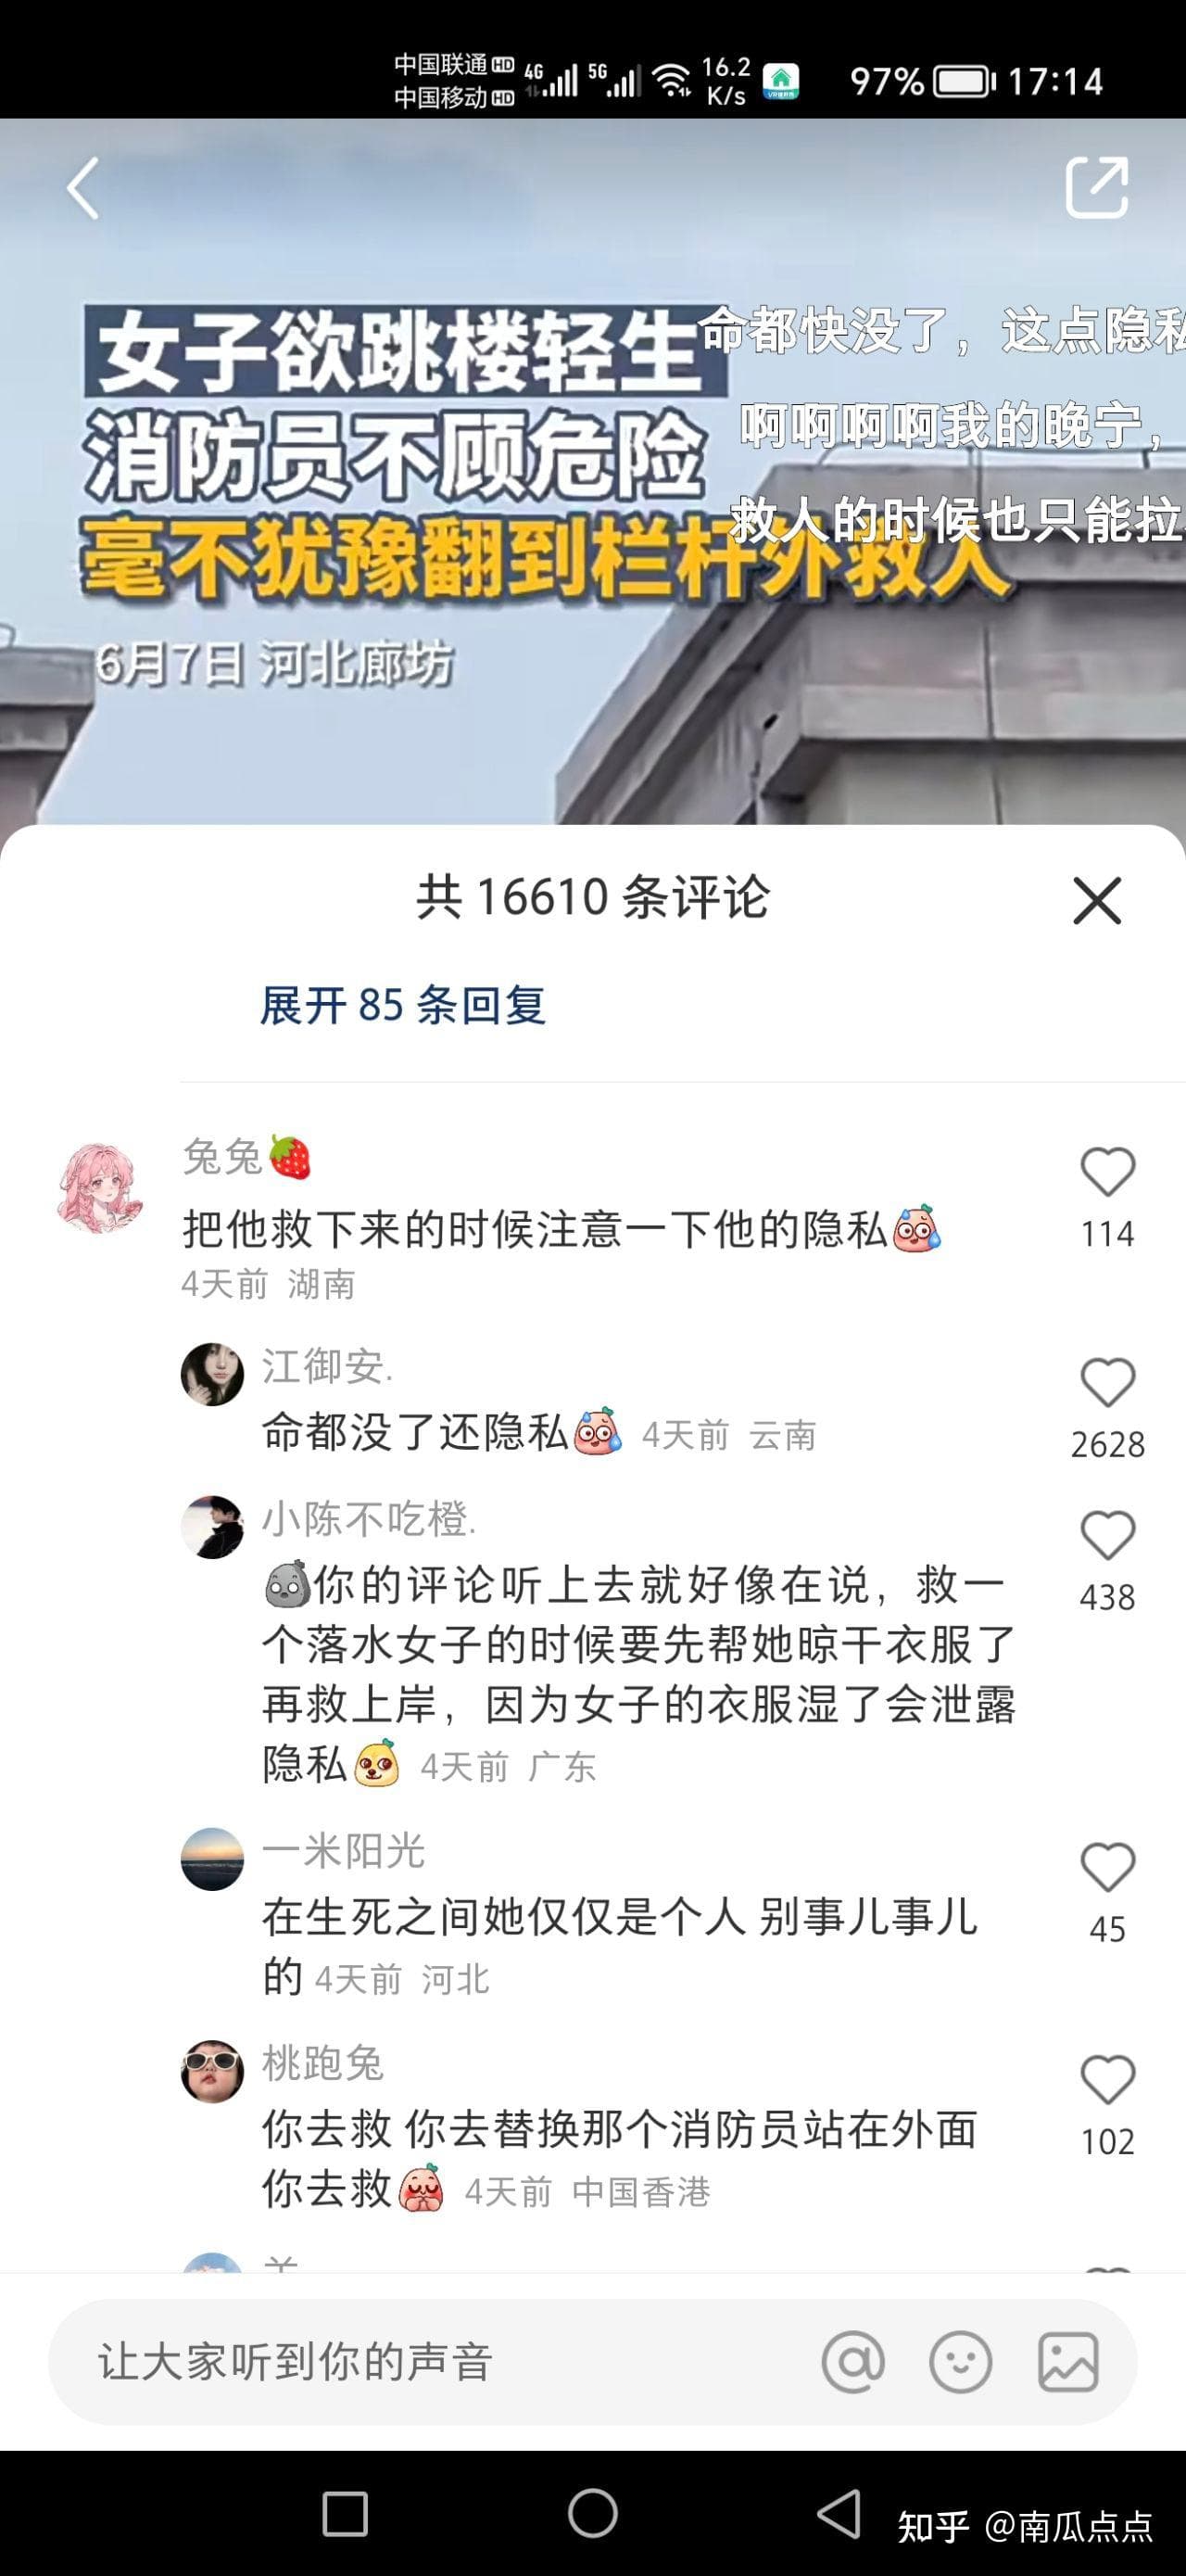 中国联通HD 4G 5G 16.2
中国移动HD K/s 97% 17:14
女子欲跳楼轻生
命都快没了，这点隐私
消防员不顾危险
啊啊啊啊我的晚宁，
毫不犹豫翻到栏杆外救人
救人的时候也只能拉
6月7日 河北廊坊
共 16610 条评论
展开 85 条回复
兔兔🍓
把他救下来的时候注意一下他的隐私
114
4天前 湖南
江御安.
命都没了还隐私 4天前 云南
2628
小陈不吃橙.
你的评论听上去就好像在说，救一
438
个落水女子的时候要先帮她晾干衣服了
再救上岸，因为女子的衣服湿了会泄露
隐私 4天前 广东
一米阳光
在生死之间她仅仅是个人 别事儿事儿
45
的 4天前 河北
桃跑兔
你去救 你去替换那个消防员站在外面
102
你去救 4天前 中国香港
让大家听到你的声音
知乎 @南瓜点点